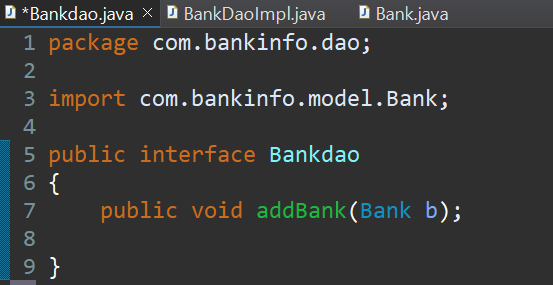 *Bankdao.java BankDaoImpl.java Bank.java
1 package com.bankinfo.dao;
2
3 import com.bankinfo.model.Bank;
4
5 public interface Bankdao
6 {
7     public void addBank(Bank b);
8
9 }